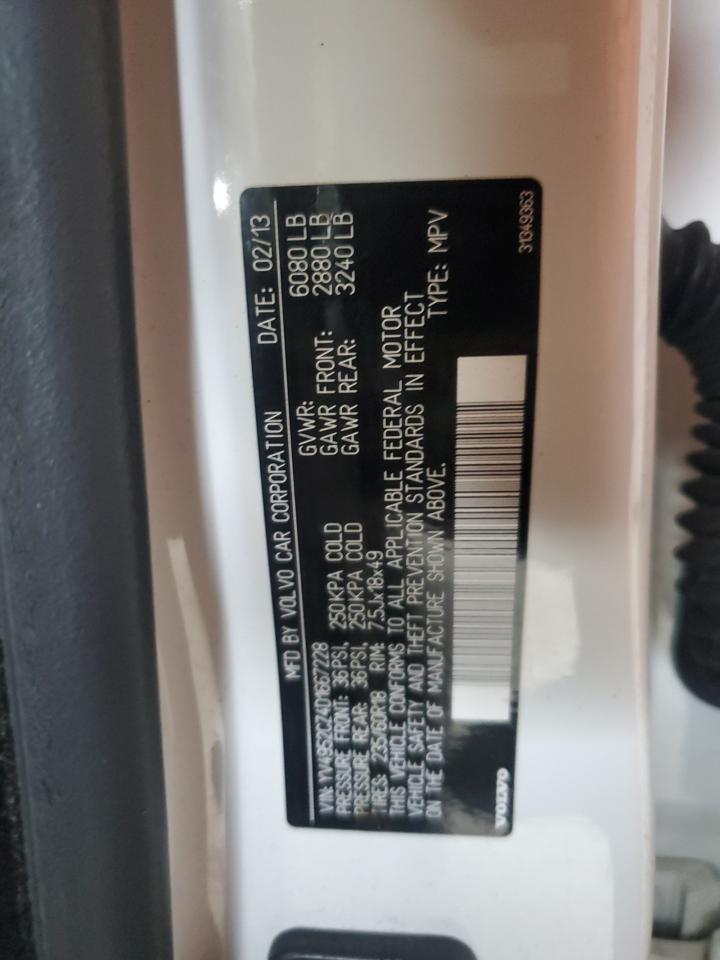 MFD BY VOLVO CAR CORPORATION DATE: 02/13
VIN: YV4952CZ4D1667228 GVWR: 6080 LB
PRESSURE FRONT: 36PSI, 250KPA COLD GAWR FRONT: 2880 LB
PRESSURE REAR: 36PSI, 250KPA COLD GAWR REAR: 3240 LB
TIRES: 235/60R18 RIM: 7.5Jx18x49
THIS VEHICLE CONFORMS TO ALL APPLICABLE FEDERAL MOTOR
VEHICLE SAFETY AND THEFT PREVENTION STANDARDS IN EFFECT
ON THE DATE OF MANUFACTURE SHOWN ABOVE. TYPE: MPV
VOLVO 31349363